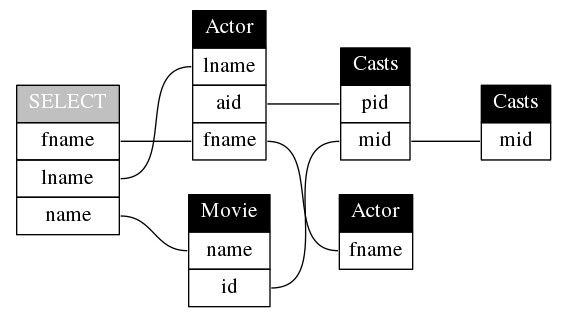 SELECT
fname
lname
name
Actor
lname
aid
fname
Movie
name
id
Casts
pid
mid
Actor
fname
Casts
mid